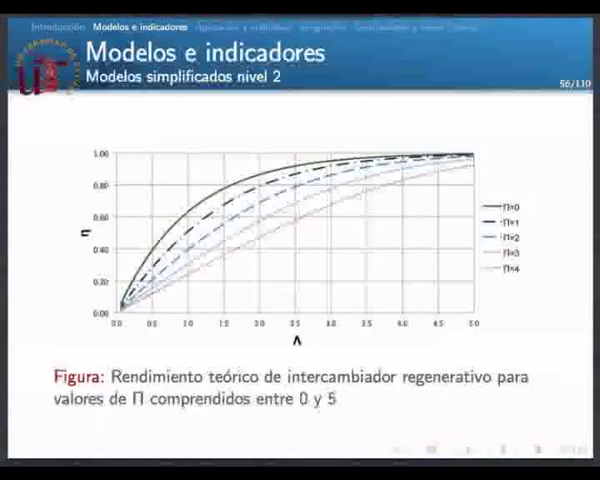 Introducción Modelos e indicadores
Modelos e indicadores
Modelos simplificados nivel 2
56/110
1.00
0.80
0.60
0.40
0.20
0.00
η
0.0 0.5 1.0 1.5 2.0 2.5 3.0 3.5 4.0 4.5 5.0
Λ
Π=0
Π=1
Π=2
Π=3
Π=4
Figura: Rendimiento teórico de intercambiador regenerativo para
valores de Π comprendidos entre 0 y 5